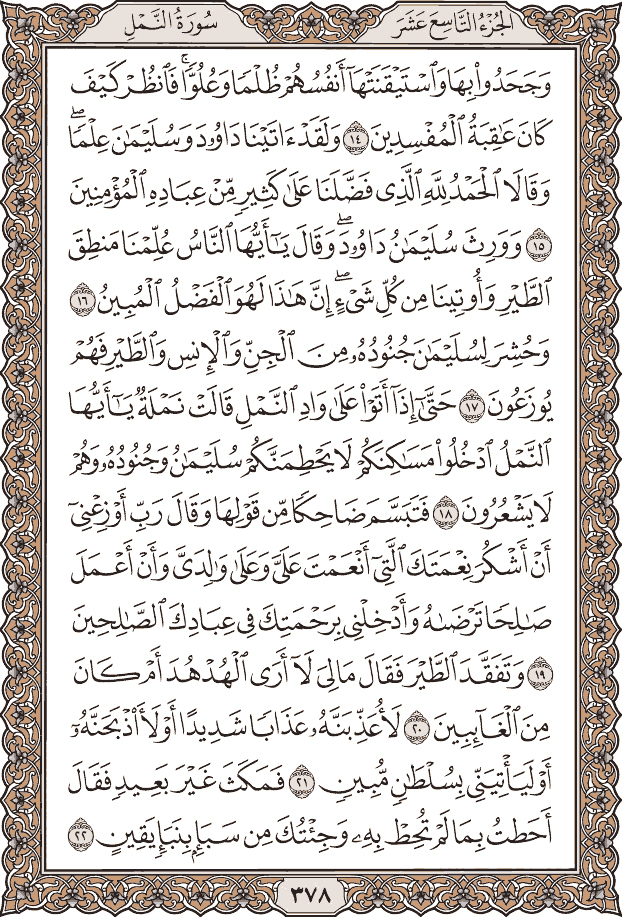 الجُزْءُ التَّاسِعَ عَشَرَ
سُورَةُ النَّمْلِ
وَجَحَدُوا۟ بِهَا وَٱسْتَيْقَنَتْهَآ أَنفُسُهُمْ ظُلْمًا وَعُلُوًّا ۚ فَٱنظُرْ كَيْفَ
كَانَ عَـٰقِبَةُ ٱلْمُفْسِدِينَ ١٤ وَلَقَدْ ءَاتَيْنَا دَاوُۥدَ وَسُلَيْمَـٰنَ عِلْمًا ۖ
وَقَالَا ٱلْحَمْدُ لِلَّهِ ٱلَّذِى فَضَّلَنَا عَلَىٰ كَثِيرٍ مِّنْ عِبَادِهِ ٱلْمُؤْمِنِينَ
١٥ وَوَرِثَ سُلَيْمَـٰنُ دَاوُۥدَ ۖ وَقَالَ يَـٰٓأَيُّهَا ٱلنَّاسُ عُلِّمْنَا مَنطِقَ
ٱلطَّيْرِ وَأُوتِينَا مِن كُلِّ شَىْءٍ ۖ إِنَّ هَـٰذَا لَهُوَ ٱلْفَضْلُ ٱلْمُبِينُ ١٦
وَحُشِرَ لِسُلَيْمَـٰنَ جُنُودُهُۥ مِنَ ٱلْجِنِّ وَٱلْإِنسِ وَٱلطَّيْرِ فَهُمْ
يُوزَعُونَ ١٧ حَتَّىٰٓ إِذَآ أَتَوْا۟ عَلَىٰ وَادِ ٱلنَّمْلِ قَالَتْ نَمْلَةٌ يَـٰٓأَيُّهَا
ٱلنَّمْلُ ٱدْخُلُوا۟ مَسَـٰكِنَكُمْ لَا يَحْطِمَنَّكُمْ سُلَيْمَـٰنُ وَجُنُودُهُۥ وَهُمْ
لَا يَشْعُرُونَ ١٨ فَتَبَسَّمَ ضَاحِكًا مِّن قَوْلِهَا وَقَالَ رَبِّ أَوْزِعْنِىٓ
أَنْ أَشْكُرَ نِعْمَتَكَ ٱلَّتِىٓ أَنْعَمْتَ عَلَىَّ وَعَلَىٰ وَٰلِدَىَّ وَأَنْ أَعْمَلَ
صَـٰلِحًا تَرْضَىٰهُ وَأَدْخِلْنِى بِرَحْمَتِكَ فِى عِبَادِكَ ٱلصَّـٰلِحِينَ
١٩ وَتَفَقَّدَ ٱلطَّيْرَ فَقَالَ مَالِىَ لَآ أَرَى ٱلْهُدْهُدَ أَمْ كَانَ
مِنَ ٱلْغَآئِبِينَ ٢٠ لَأُعَذِّبَنَّهُۥ عَذَابًا شَدِيدًا أَوْ لَأَا۟ذْبَحَنَّهُۥٓ
أَوْ لَيَأْتِيَنِّى بِسُلْطَـٰنٍ مُّبِينٍ ٢١ فَمَكَثَ غَيْرَ بَعِيدٍ فَقَالَ
أَحَطتُ بِمَا لَمْ تُحِطْ بِهِۦ وَجِئْتُكَ مِن سَبَإٍۭ بِنَبَإٍ يَقِينٍ ٢٢
٣٧٨